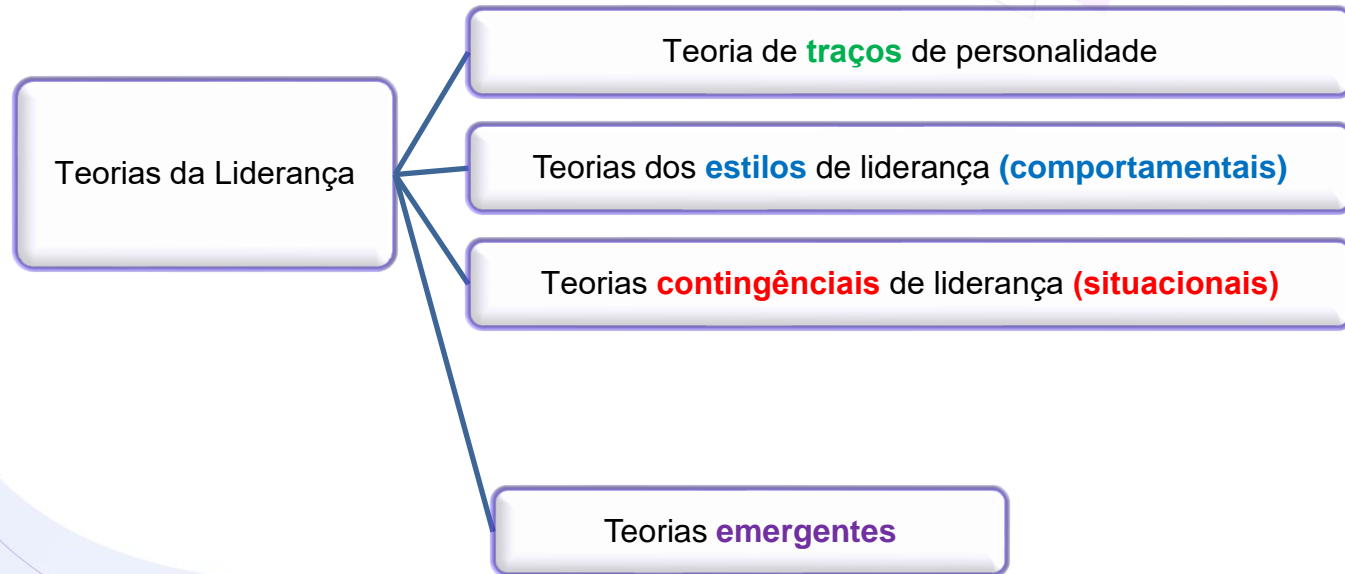 Teoria de traços de personalidade
Teorias da Liderança
Teorias dos estilos de liderança (comportamentais)
Teorias contingênciais de liderança (situacionais)
Teorias emergentes